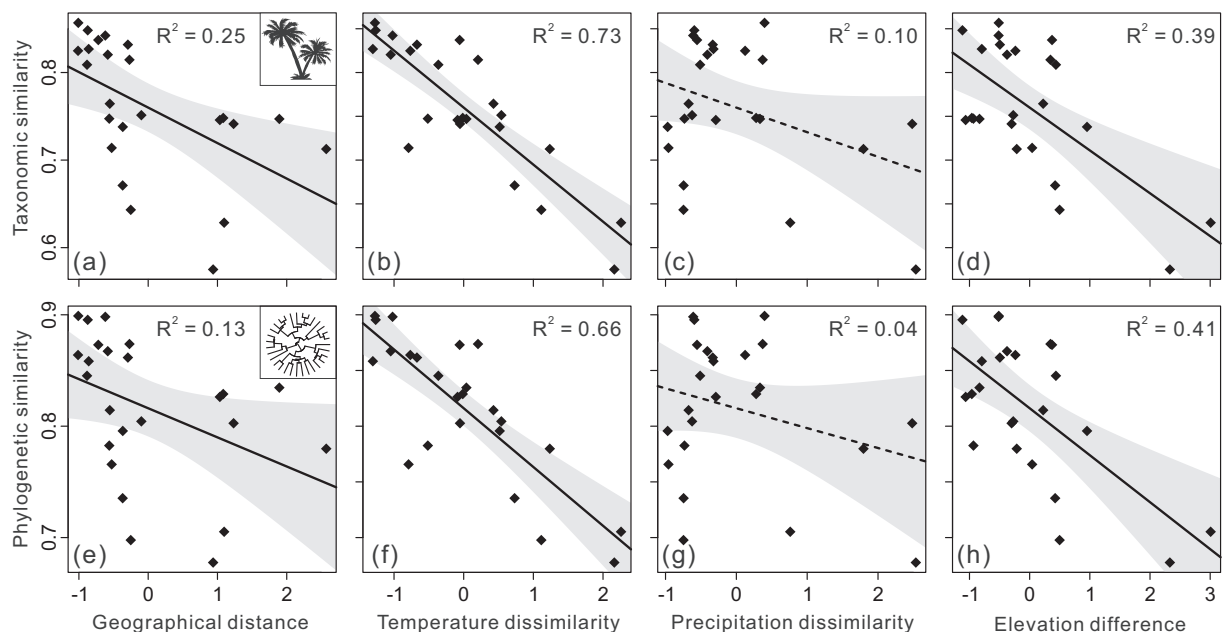 R² = 0.25
R² = 0.73
R² = 0.10
R² = 0.39
Taxonomic similarity
0.8
0.7
0.6
(a)
(b)
(c)
(d)
R² = 0.13
R² = 0.66
R² = 0.04
R² = 0.41
Phylogenetic similarity
0.9
0.8
0.7
(e)
(f)
(g)
(h)
-1 0 1 2
-1 0 1 2
-1 0 1 2
-1 0 1 2 3
Geographical distance
Temperature dissimilarity
Precipitation dissimilarity
Elevation difference